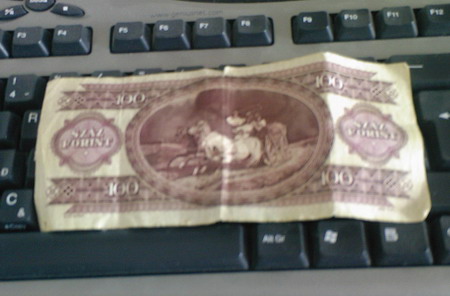 F3 F4 F5 F6 F7 F8 F9 F10 F11 F12
100 100
SZÁZ
FORINT
SZÁZ
FORINT
100 100
R
D
C
&
Alt Gr